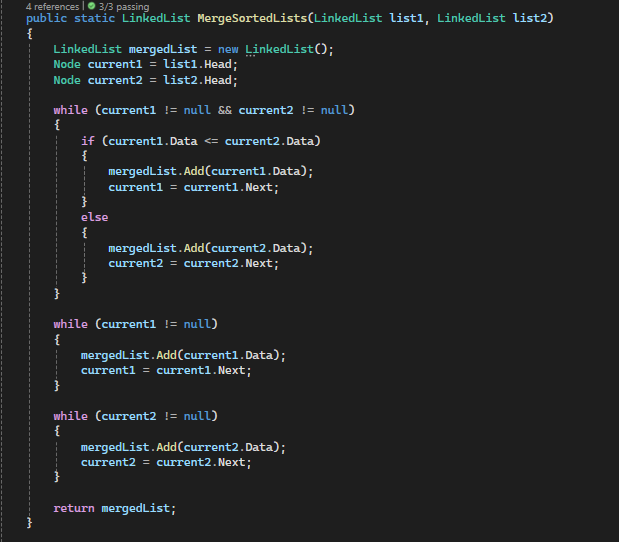 4 references | 3/3 passing
public static LinkedList MergeSortedLists(LinkedList list1, LinkedList list2)
{
    LinkedList mergedList = new LinkedList();
    Node current1 = list1.Head;
    Node current2 = list2.Head;

    while (current1 != null && current2 != null)
    {
        if (current1.Data <= current2.Data)
        {
            mergedList.Add(current1.Data);
            current1 = current1.Next;
        }
        else
        {
            mergedList.Add(current2.Data);
            current2 = current2.Next;
        }
    }

    while (current1 != null)
    {
        mergedList.Add(current1.Data);
        current1 = current1.Next;
    }

    while (current2 != null)
    {
        mergedList.Add(current2.Data);
        current2 = current2.Next;
    }

    return mergedList;
}